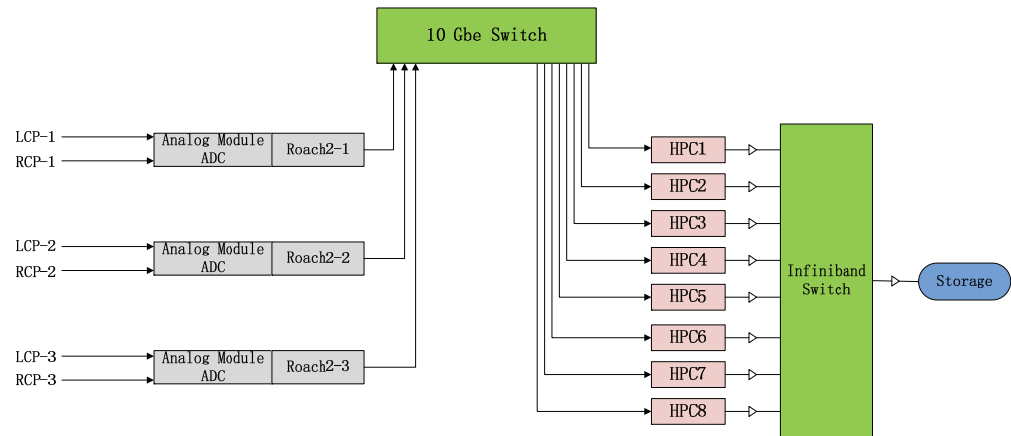 10 Gbe Switch
LCP-1
RCP-1
Analog Module
ADC
Roach2-1
LCP-2
RCP-2
Analog Module
ADC
Roach2-2
LCP-3
RCP-3
Analog Module
ADC
Roach2-3
HPC1
HPC2
HPC3
HPC4
HPC5
HPC6
HPC7
HPC8
Infiniband
Switch
Storage